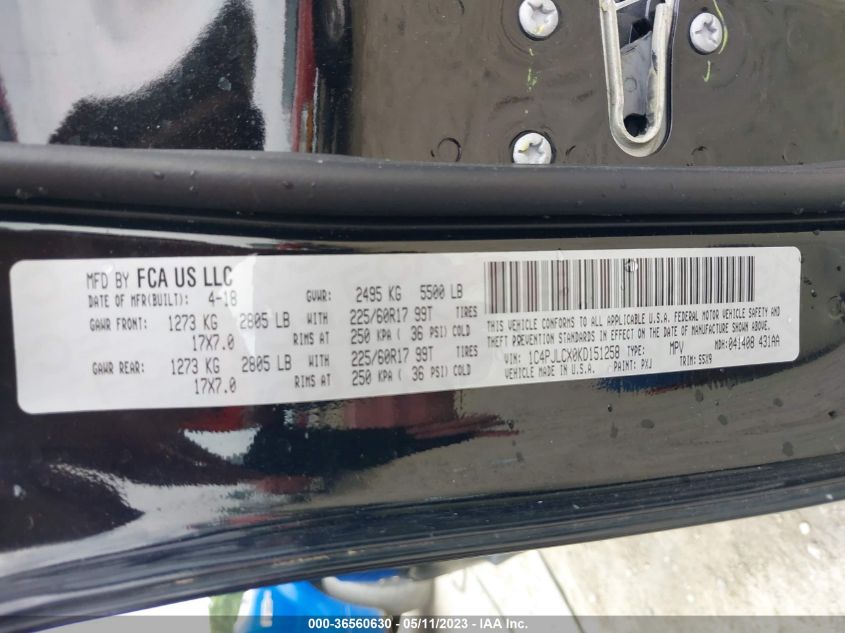 MFD BY FCA US LLC
DATE OF MFR(BUILT): 4-18 GVWR: 2495 KG 5500 LB
GAWR FRONT: 1273 KG 2805 LB WITH 225/60R17 99T TIRES
17X7.0 RIMS AT 250 KPA ( 36 PSI) COLD
GAWR REAR: 1273 KG 2805 LB WITH 225/60R17 99T TIRES
17X7.0 RIMS AT 250 KPA ( 36 PSI) COLD
THIS VEHICLE CONFORMS TO ALL APPLICABLE U.S.A. FEDERAL MOTOR VEHICLE SAFETY, BUMPER, AND
THEFT PREVENTION STANDARDS IN EFFECT ON THE DATE OF MANUFACTURE SHOWN ABOVE.
VIN: 1C4PJLCX0KD151258 TYPE: MPV MDH: 041408 431AA
VEHICLE MADE IN U.S.A. PAINT: PXJ TRIM: S5X9
000-36560630 - 05/11/2023 - IAA Inc.